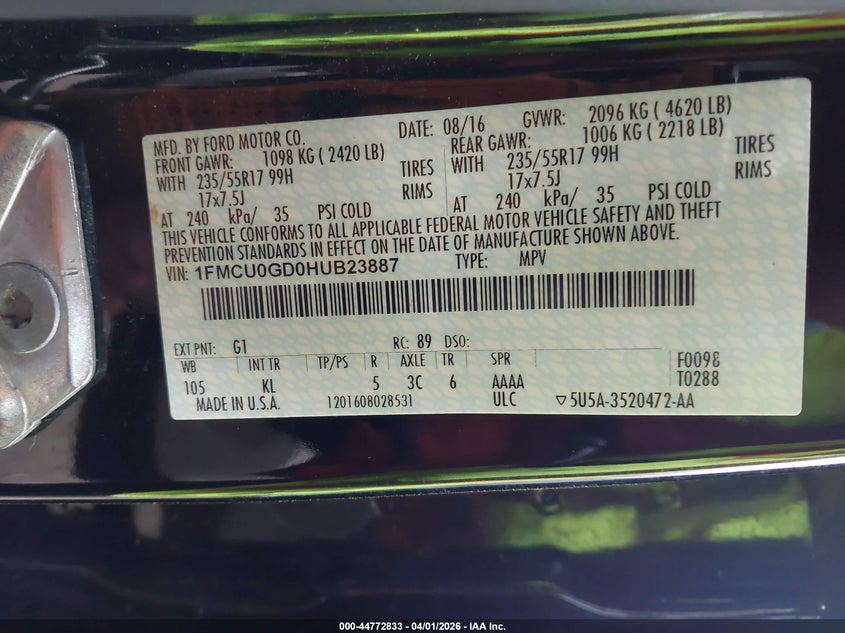 MFD. BY FORD MOTOR CO. DATE: 08/16 GVWR: 2096 KG ( 4620 LB)
FRONT GAWR: 1098 KG ( 2420 LB) REAR GAWR: 1006 KG ( 2218 LB)
WITH 235/55R17 99H TIRES WITH 235/55R17 99H TIRES
17x7.5J RIMS 17x7.5J RIMS
AT 240 kPa/ 35 PSI COLD AT 240 kPa/ 35 PSI COLD
THIS VEHICLE CONFORMS TO ALL APPLICABLE FEDERAL MOTOR VEHICLE SAFETY AND THEFT
PREVENTION STANDARDS IN EFFECT ON THE DATE OF MANUFACTURE SHOWN ABOVE.
VIN: 1FMCU0GD0HUB23887 TYPE: MPV
EXT PNT: G1 RC: 89 DSO:
WB INT TR TP/PS R AXLE TR SPR F0098
105 KL 5 3C 6 AAAA T0288
MADE IN U.S.A. 1201608028531 ULC ▽5U5A-3520472-AA
000-44772833 - 04/01/2026 - IAA Inc.